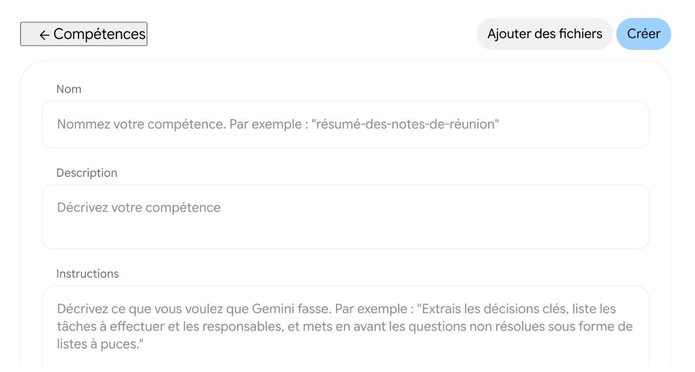 ← Compétences
Ajouter des fichiers
Créer
Nom
Nommez votre compétence. Par exemple : "résumé-des-notes-de-réunion"
Description
Décrivez votre compétence
Instructions
Décrivez ce que vous voulez que Gemini fasse. Par exemple : "Extrais les décisions clés, liste les
tâches à effectuer et les responsables, et mets en avant les questions non résolues sous forme de
listes à puces."